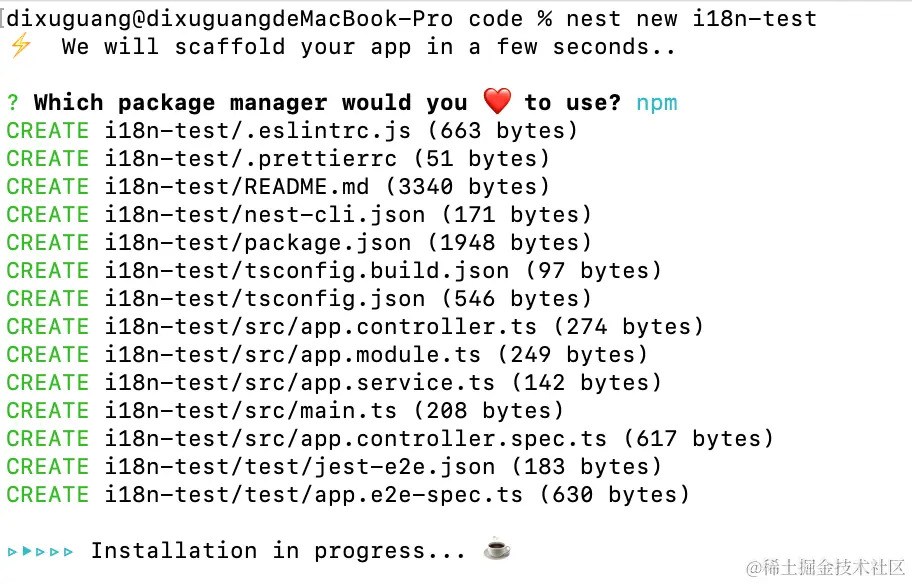 [dixuguang@dixuguangdeMacBook-Pro code % nest new i18n-test
⚡ We will scaffold your app in a few seconds..
? Which package manager would you ❤️ to use? npm
CREATE i18n-test/.eslintrc.js (663 bytes)
CREATE i18n-test/.prettierrc (51 bytes)
CREATE i18n-test/README.md (3340 bytes)
CREATE i18n-test/nest-cli.json (171 bytes)
CREATE i18n-test/package.json (1948 bytes)
CREATE i18n-test/tsconfig.build.json (97 bytes)
CREATE i18n-test/tsconfig.json (546 bytes)
CREATE i18n-test/src/app.controller.ts (274 bytes)
CREATE i18n-test/src/app.module.ts (249 bytes)
CREATE i18n-test/src/app.service.ts (142 bytes)
CREATE i18n-test/src/main.ts (208 bytes)
CREATE i18n-test/src/app.controller.spec.ts (617 bytes)
CREATE i18n-test/test/jest-e2e.json (183 bytes)
CREATE i18n-test/test/app.e2e-spec.ts (630 bytes)
▹▸▹▹▹ Installation in progress... ☕
@稀土掘金技术社区